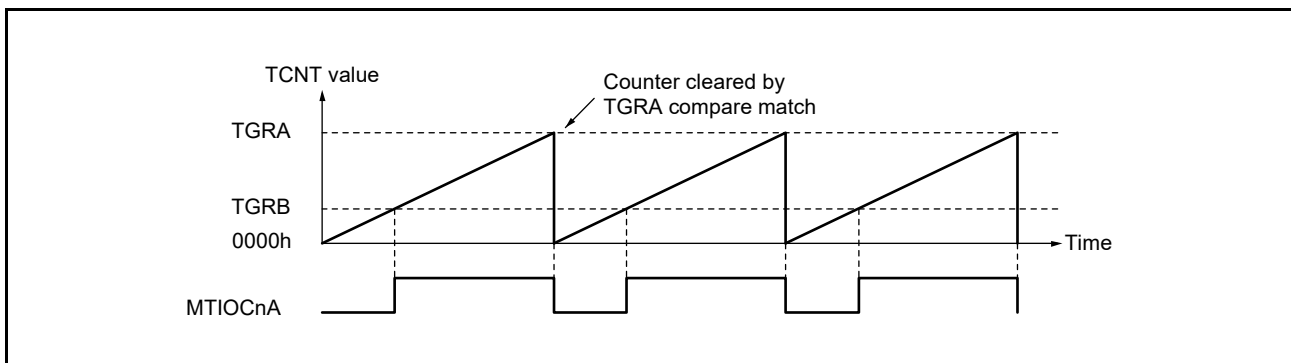 TCNT value
Counter cleared by
TGRA compare match
TGRA
TGRB
0000h
Time
MTIOCnA